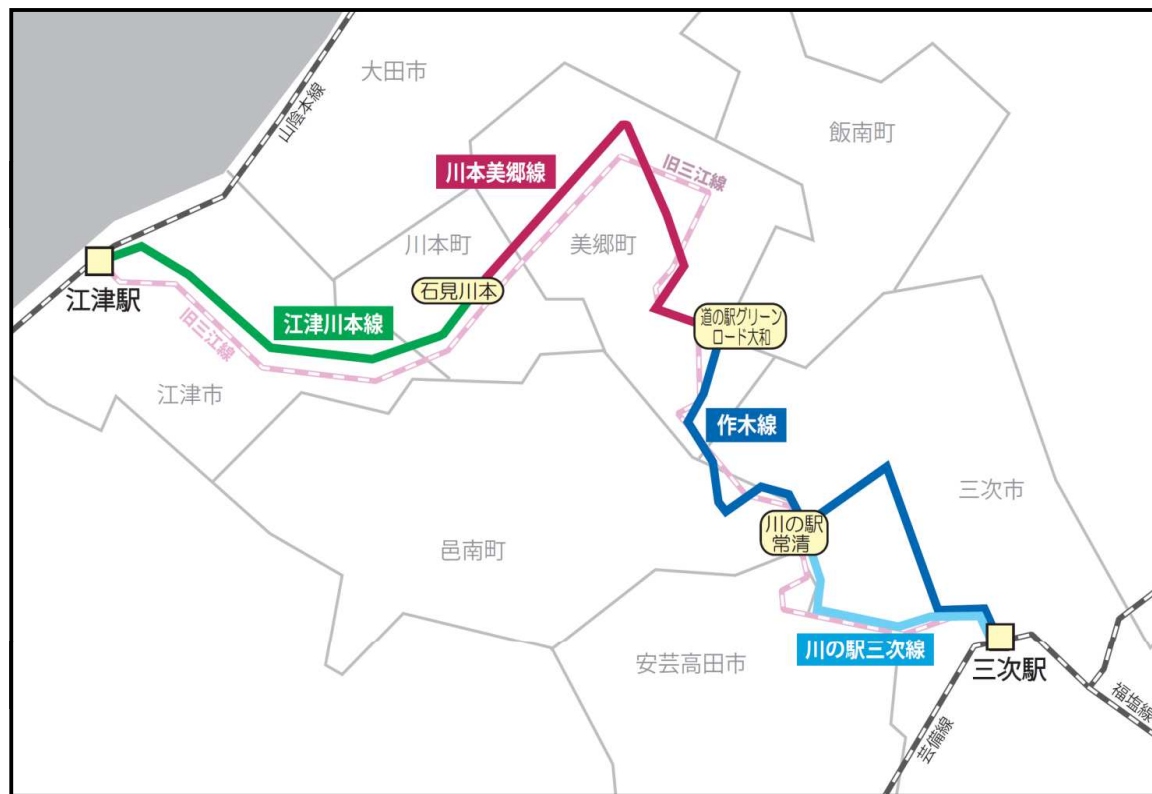 大田市
山陰本線
飯南町
川本美郷線
旧三江線
川本町
美郷町
江津駅
石見川本
江津川本線
旧三江線
道の駅グリーン
ロード大和
江津市
作木線
三次市
川の駅
常清
邑南町
川の駅三次線
安芸高田市
三次駅
福塩線
芸備線